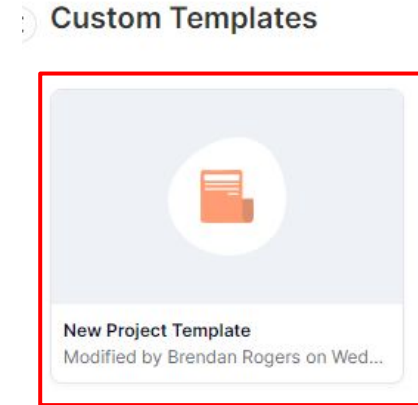 Custom Templates
New Project Template
Modified by Brendan Rogers on Wed...